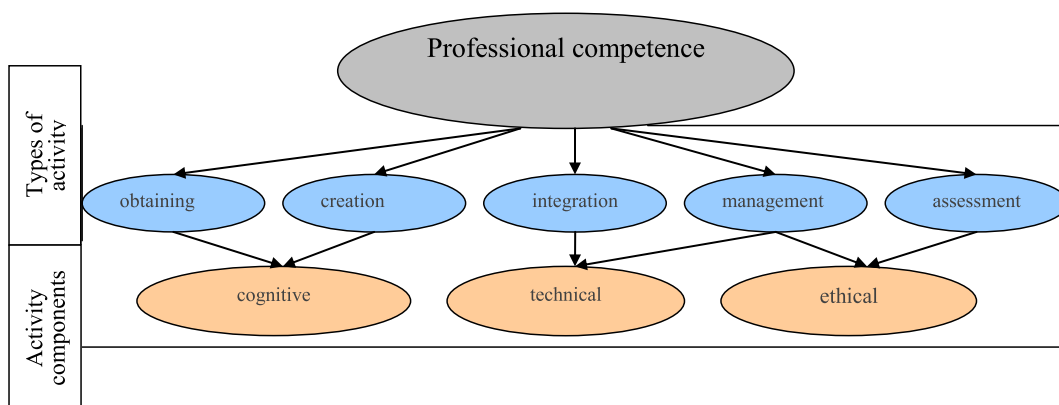 Professional competence
Types of
activity
obtaining
creation
integration
management
assessment
Activity
components
cognitive
technical
ethical